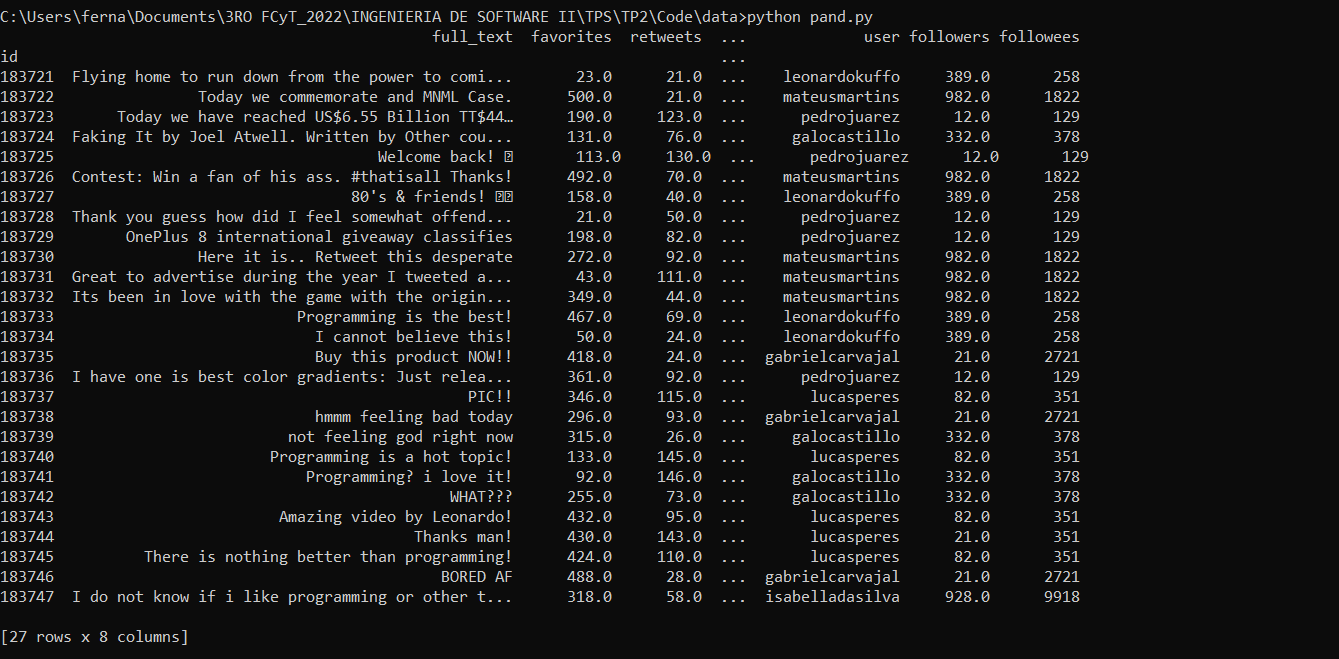 C:\Users\ferna\Documents\3RO FCyT_2022\INGENIERIA DE SOFTWARE II\TPS\TP2\Code\data>python pand.py
full_text favorites retweets ... user followers followees
id ...
183721 Flying home to run down from the power to comi... 23.0 21.0 ... leonardokuffo 389.0 258
183722 Today we commemorate and MNML Case. 500.0 21.0 ... mateusmartins 982.0 1822
183723 Today we have reached US$6.55 Billion TT$44… 190.0 123.0 ... pedrojuarez 12.0 129
183724 Faking It by Joel Atwell. Written by Other cou... 131.0 76.0 ... galocastillo 332.0 378
183725 Welcome back! 113.0 130.0 ... pedrojuarez 12.0 129
183726 Contest: Win a fan of his ass. #thatisall Thanks! 492.0 70.0 ... mateusmartins 982.0 1822
183727 80's & friends! 158.0 40.0 ... leonardokuffo 389.0 258
183728 Thank you guess how did I feel somewhat offend... 21.0 50.0 ... pedrojuarez 12.0 129
183729 OnePlus 8 international giveaway classifies 198.0 82.0 ... pedrojuarez 12.0 129
183730 Here it is.. Retweet this desperate 272.0 92.0 ... mateusmartins 982.0 1822
183731 Great to advertise during the year I tweeted a... 43.0 111.0 ... mateusmartins 982.0 1822
183732 Its been in love with the game with the origin... 349.0 44.0 ... mateusmartins 982.0 1822
183733 Programming is the best! 467.0 69.0 ... leonardokuffo 389.0 258
183734 I cannot believe this! 50.0 24.0 ... leonardokuffo 389.0 258
183735 Buy this product NOW!! 418.0 24.0 ... gabrielcarvajal 21.0 2721
183736 I have one is best color gradients: Just relea... 361.0 92.0 ... pedrojuarez 12.0 129
183737 PIC!! 346.0 115.0 ... lucasperes 82.0 351
183738 hmmm feeling bad today 296.0 93.0 ... gabrielcarvajal 21.0 2721
183739 not feeling god right now 315.0 26.0 ... galocastillo 332.0 378
183740 Programming is a hot topic! 133.0 145.0 ... lucasperes 82.0 351
183741 Programming? i love it! 92.0 146.0 ... galocastillo 332.0 378
183742 WHAT??? 255.0 73.0 ... galocastillo 332.0 378
183743 Amazing video by Leonardo! 432.0 95.0 ... lucasperes 82.0 351
183744 Thanks man! 430.0 143.0 ... lucasperes 21.0 351
183745 There is nothing better than programming! 424.0 110.0 ... lucasperes 82.0 351
183746 BORED AF 488.0 28.0 ... gabrielcarvajal 21.0 2721
183747 I do not know if i like programming or other t... 318.0 58.0 ... isabelladasilva 928.0 9918
[27 rows x 8 columns]